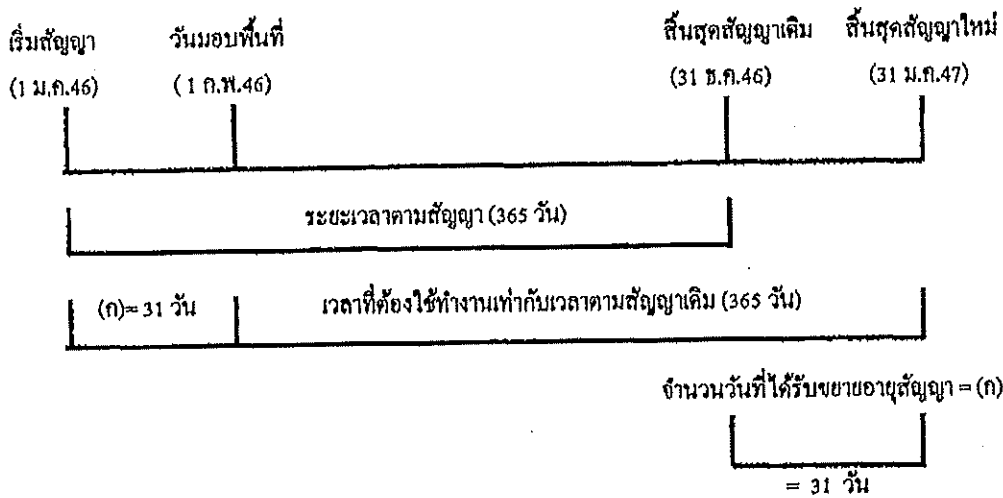 เริ่มสัญญา วันมอบพื้นที่ สิ้นสุดสัญญาเดิม สิ้นสุดสัญญาใหม่
(1 ม.ค.46) (1 ก.พ.46) (31 ธ.ค.46) (31 ม.ค.47)
ระยะเวลาตามสัญญา (365 วัน)
(ก)= 31 วัน เวลาที่ต้องใช้ทำงานเท่ากับเวลาตามสัญญาเดิม (365 วัน)
จำนวนวันที่ได้รับขยายอายุสัญญา = (ก)
= 31 วัน